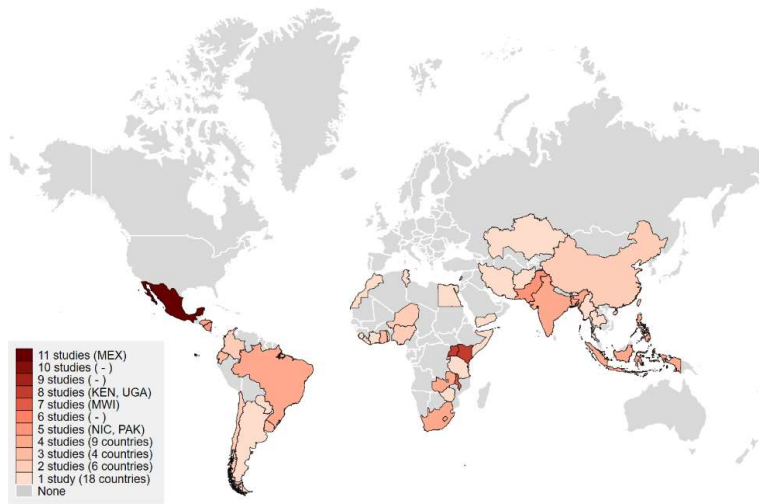 11 studies (MEX)
10 studies ( - )
9 studies ( - )
8 studies (KEN, UGA)
7 studies (MWI)
6 studies ( - )
5 studies (NIC, PAK)
4 studies (9 countries)
3 studies (4 countries)
2 studies (6 countries)
1 study (18 countries)
None